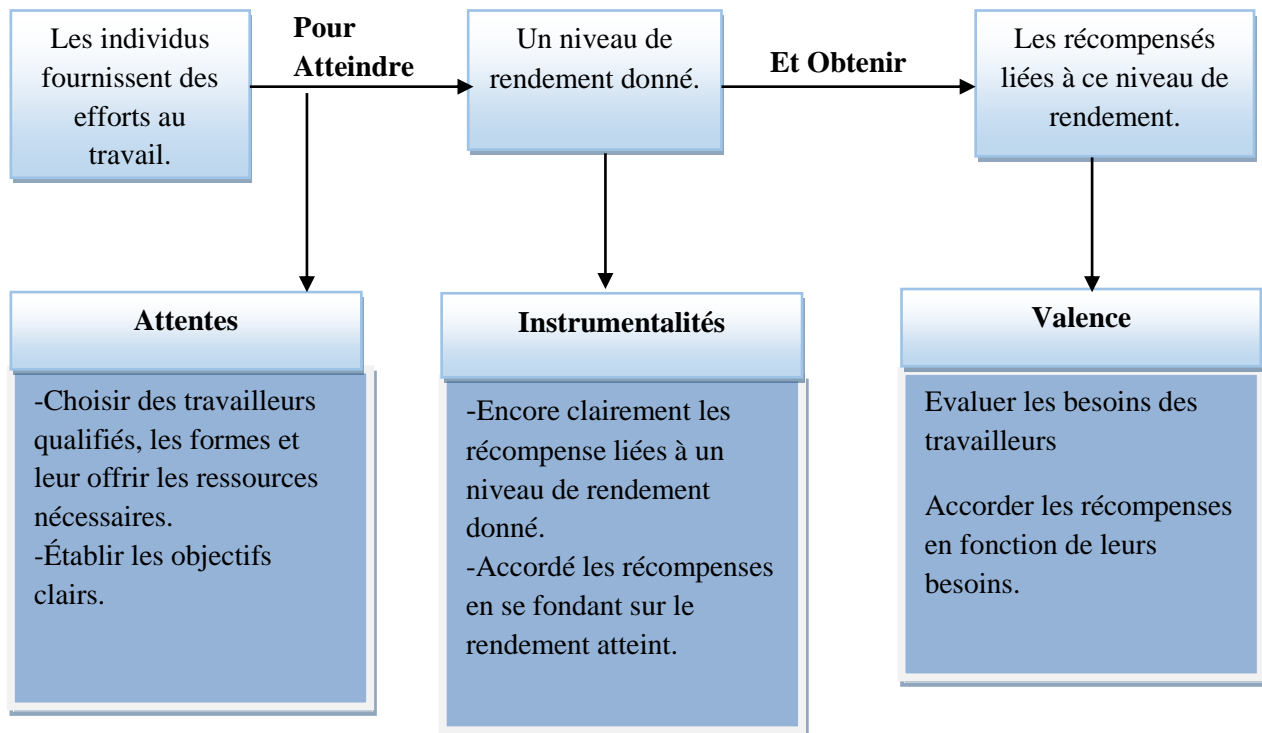 Les individus
fournissent des
efforts au
travail.
Pour
Atteindre
Un niveau de
rendement donné.
Et Obtenir
Les récompensés
liées à ce niveau de
rendement.
Attentes
-Choisir des travailleurs
qualifiés, les formes et
leur offrir les ressources
nécessaires.
-Établir les objectifs
clairs.
Instrumentalités
-Encore clairement les
récompense liées à un
niveau de rendement
donné.
-Accordé les récompenses
en se fondant sur le
rendement atteint.
Valence
Evaluer les besoins des
travailleurs
Accorder les récompenses
en fonction de leurs
besoins.